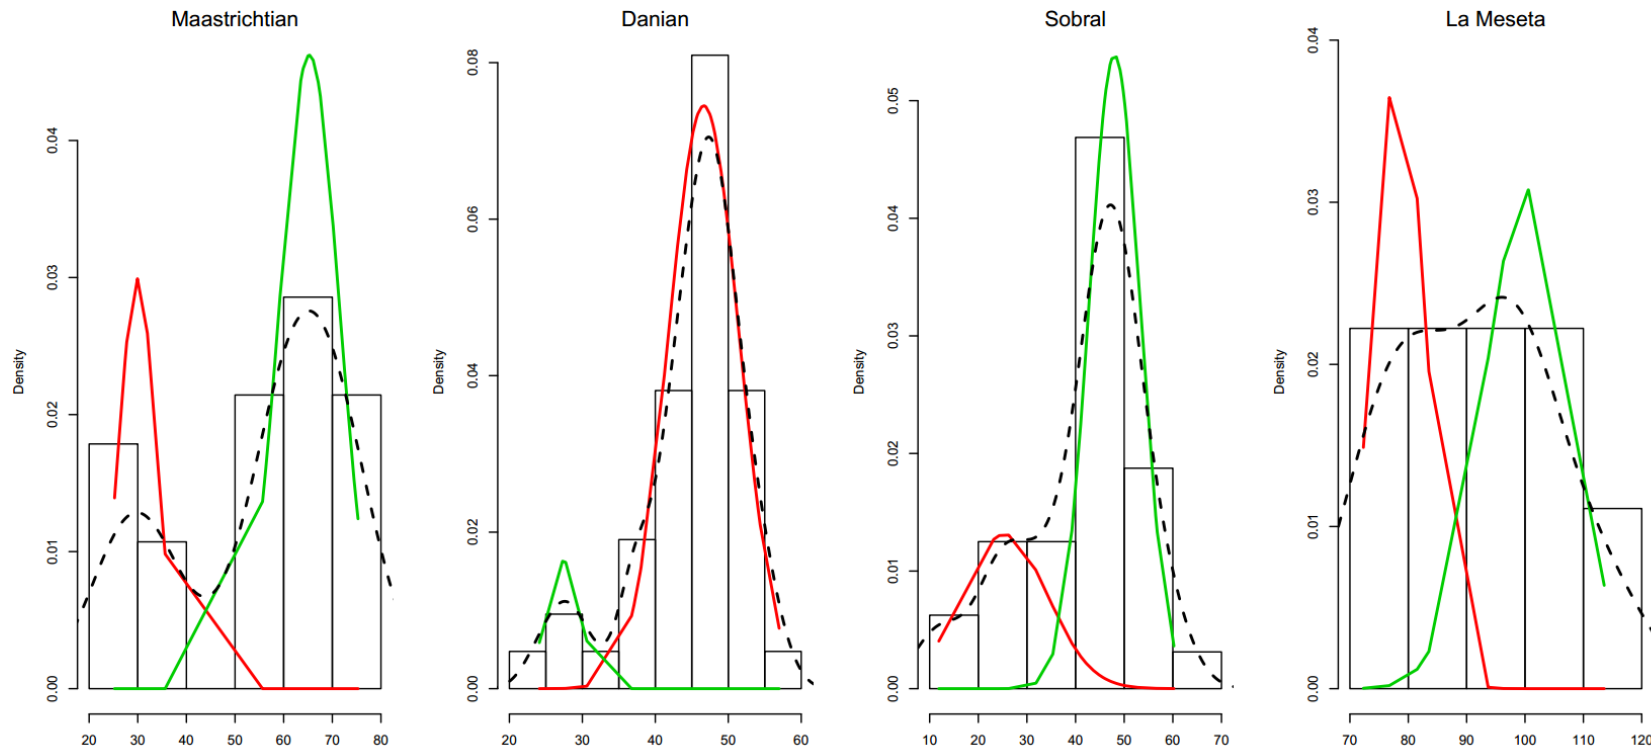 Maastrichtian
Danian
Sobral
La Meseta
Density
0.00 0.01 0.02 0.03 0.04
20 30 40 50 60 70 80
Density
0.00 0.02 0.04 0.06 0.08
20 30 40 50 60
Density
0.00 0.01 0.02 0.03 0.04 0.05
10 20 30 40 50 60 70
Density
0.00 0.01 0.02 0.03 0.04
70 80 90 100 110 120